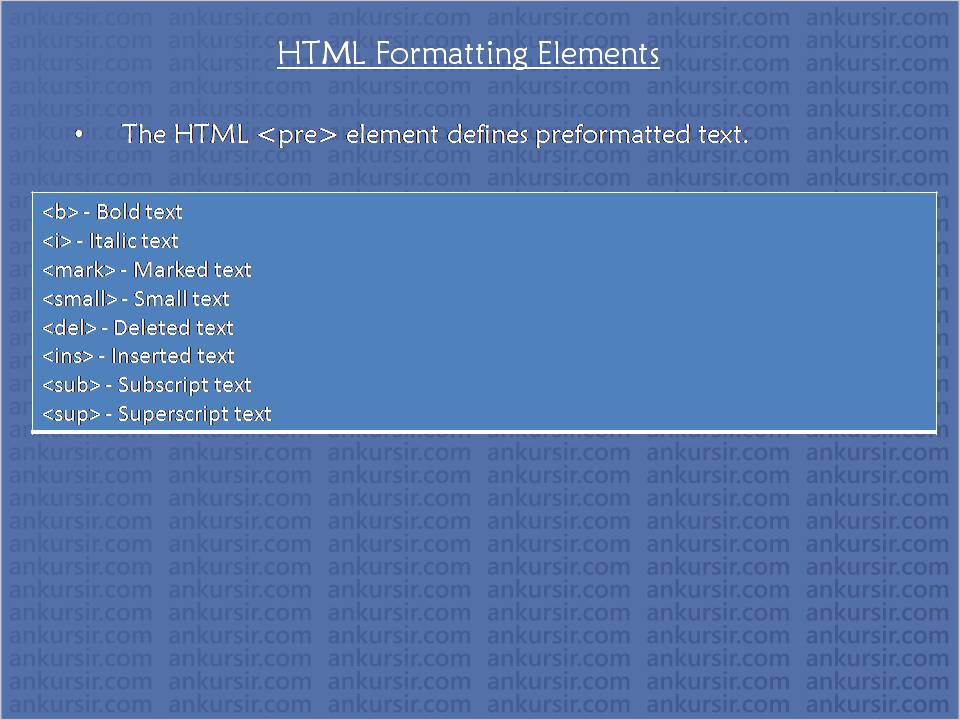 HTML Formatting Elements
• The HTML <pre> element defines preformatted text.
<b> - Bold text
<i> - Italic text
<mark> - Marked text
<small> - Small text
<del> - Deleted text
<ins> - Inserted text
<sub> - Subscript text
<sup> - Superscript text
ankursir.com